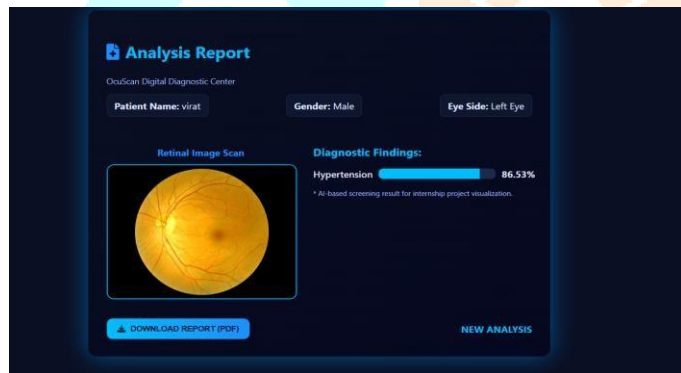 Analysis Report
OcuScan Digital Diagnostic Center
Patient Name: virat
Gender: Male
Eye Side: Left Eye
Retinal Image Scan
Diagnostic Findings:
Hypertension 86.53%
* AI-based screening result for internship project visualization.
DOWNLOAD REPORT (PDF)
NEW ANALYSIS